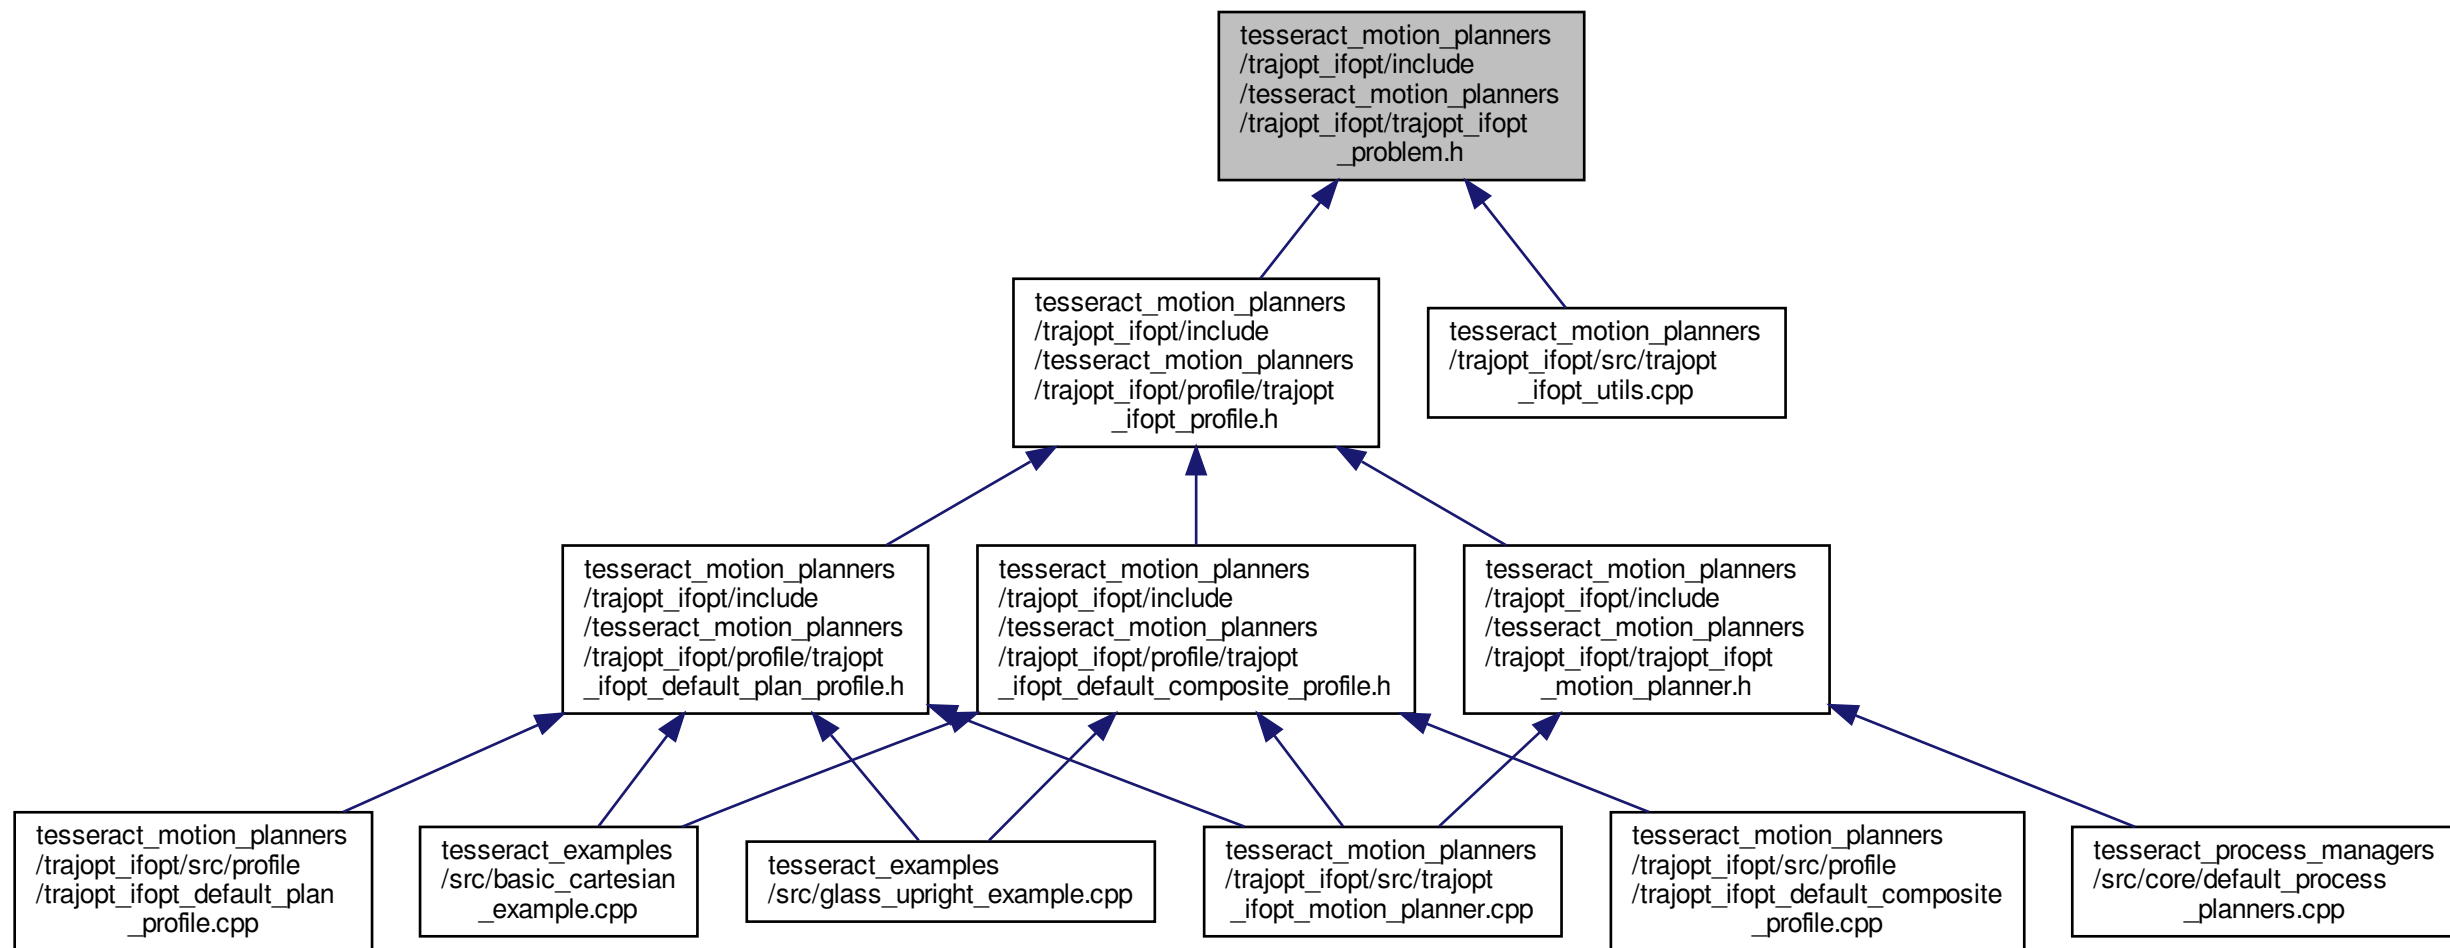 tesseract_motion_planners
/trajopt_ifopt/include
/tesseract_motion_planners
/trajopt_ifopt/trajopt_ifopt
_problem.h
tesseract_motion_planners
/trajopt_ifopt/include
/tesseract_motion_planners
/trajopt_ifopt/profile/trajopt
_ifopt_profile.h
tesseract_motion_planners
/trajopt_ifopt/src/trajopt
_ifopt_utils.cpp
tesseract_motion_planners
/trajopt_ifopt/include
/tesseract_motion_planners
/trajopt_ifopt/profile/trajopt
_ifopt_default_plan_profile.h
tesseract_motion_planners
/trajopt_ifopt/include
/tesseract_motion_planners
/trajopt_ifopt/profile/trajopt
_ifopt_default_composite_profile.h
tesseract_motion_planners
/trajopt_ifopt/include
/tesseract_motion_planners
/trajopt_ifopt/trajopt_ifopt
_motion_planner.h
tesseract_motion_planners
/trajopt_ifopt/src/profile
/trajopt_ifopt_default_plan
_profile.cpp
tesseract_examples
/src/basic_cartesian
_example.cpp
tesseract_examples
/src/glass_upright_example.cpp
tesseract_motion_planners
/trajopt_ifopt/src/trajopt
_ifopt_motion_planner.cpp
tesseract_motion_planners
/trajopt_ifopt/src/profile
/trajopt_ifopt_default_composite
_profile.cpp
tesseract_process_managers
/src/core/default_process
_planners.cpp